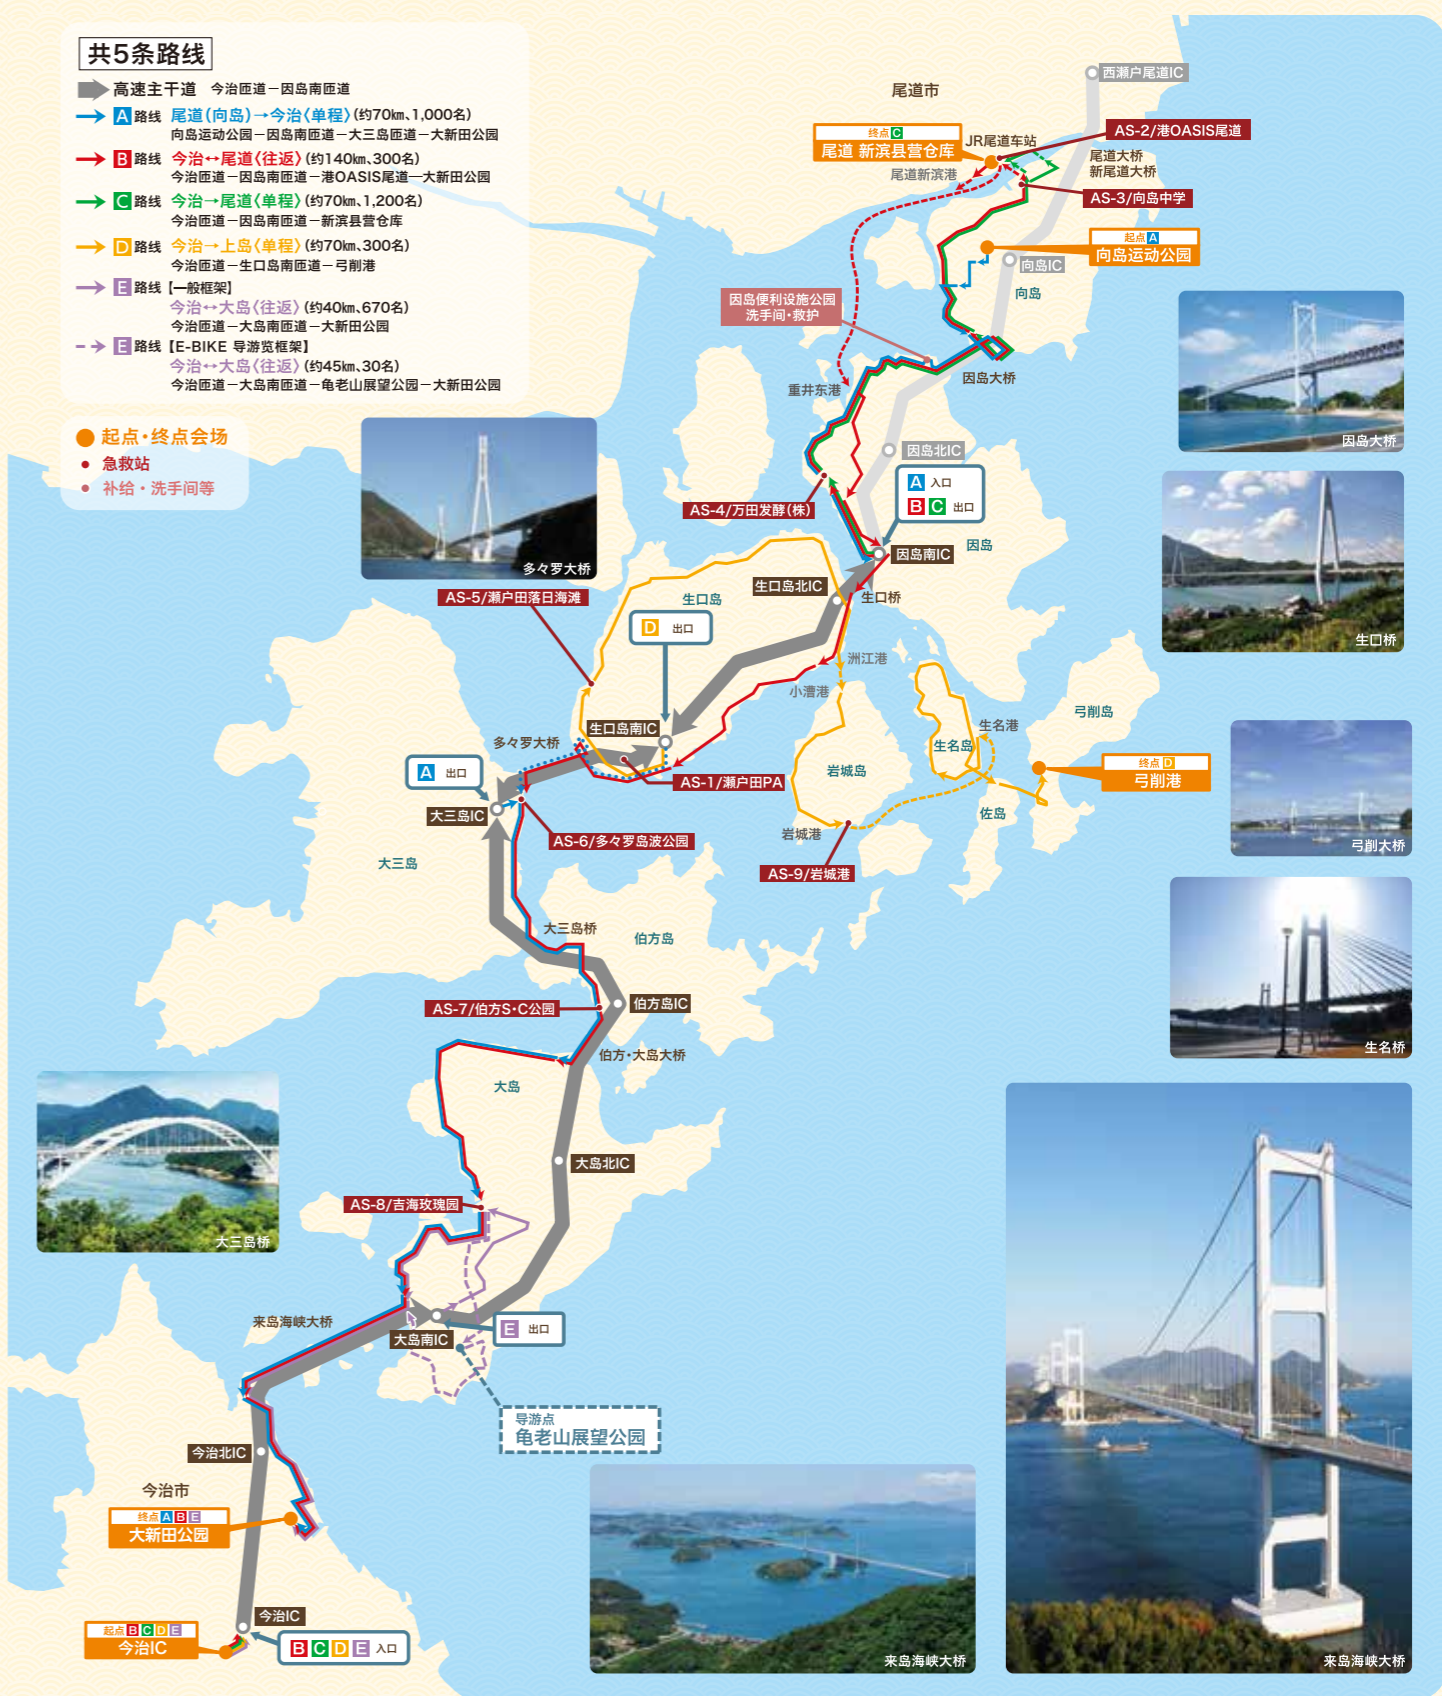 共5条路线
高速主干道 今治匝道－因岛南匝道
A 路线 尾道(向岛)→今治〈单程〉(约70㎞、1,000名)
向岛运动公园－因岛南匝道－大三岛匝道－大新田公园
B 路线 今治↔尾道〈往返〉(约140㎞、300名)
今治匝道－因岛南匝道－港OASIS尾道—大新田公园
C 路线 今治→尾道〈单程〉(约70㎞、1,200名)
今治匝道－因岛南匝道－新滨县营仓库
D 路线 今治→上岛〈单程〉(约70㎞、300名)
今治匝道－生口岛南匝道－弓削港
E 路线【一般框架】
今治↔大岛〈往返〉(约40㎞、670名)
今治匝道－大岛南匝道－大新田公园
E 路线【E-BIKE 导游览框架】
今治↔大岛〈往返〉(约45㎞、30名)
今治匝道－大岛南匝道－龟老山展望公园－大新田公园
起点・终点会场
急救站
补给・洗手间等
西瀬户尾道IC
尾道市
终点 C
尾道 新滨县营仓库
JR尾道车站
AS-2/港OASIS尾道
尾道大桥
新尾道大桥
尾道新滨港
AS-3/向岛中学
起点 A
向岛运动公园
向岛IC
向岛
因岛便利设施公园
洗手间・救护
因岛大桥
重井东港
因岛大桥
因岛北IC
A 入口
B C 出口
AS-4/万田发酵(株)
因岛南IC
因岛
多々罗大桥
生口岛北IC
生口桥
AS-5/瀬户田落日海滩
生口岛
D 出口
生口桥
洲江港
小漕港
生口岛南IC
多々罗大桥
弓削岛
生名港
生名岛
A 出口
岩城岛
终点 D
弓削港
AS-1/瀬户田PA
大三岛IC
佐岛
AS-6/多々罗岛波公园
岩城港
弓削大桥
大三岛
AS-9/岩城港
大三岛桥
伯方岛
AS-7/伯方S・C公园
伯方岛IC
生名桥
伯方・大岛大桥
大岛
大岛北IC
AS-8/吉海玫瑰园
大三岛桥
来岛海峡大桥
大岛南IC
E 出口
导游点
龟老山展望公园
今治北IC
今治市
终点 A B E
大新田公园
今治IC
起点 B C D E
今治IC
B C D E 入口
来岛海峡大桥
来岛海峡大桥